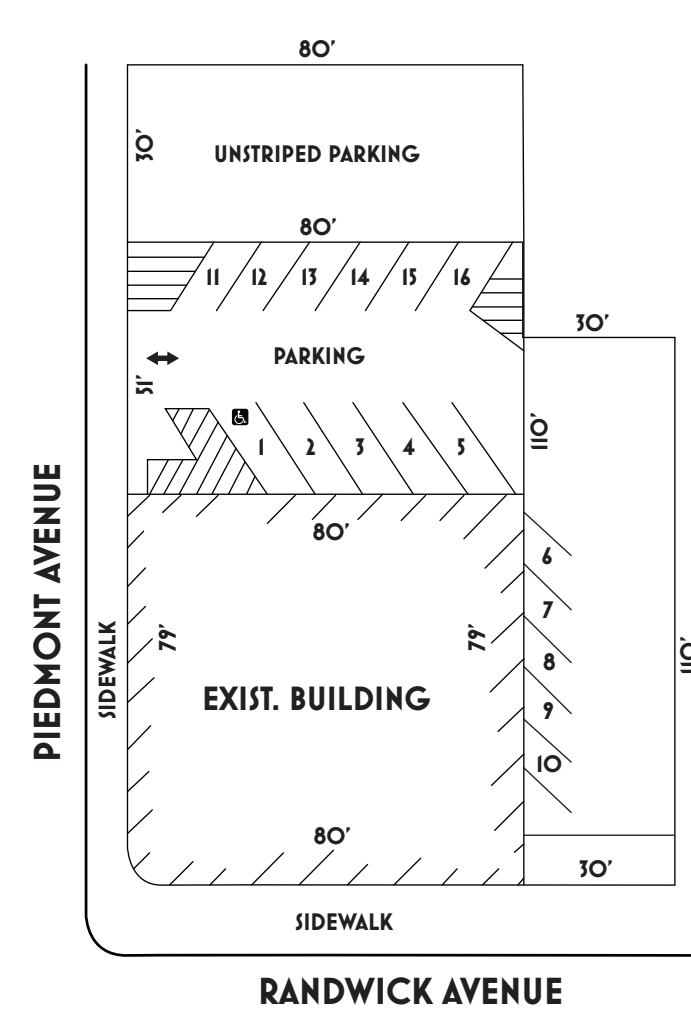 80'
30'
UNSTRIPED PARKING
80'
11 12 13 14 15 16
30'
PARKING
51'
110'
1 2 3 4 5
80'
6
7
8
9
10
79'
79'
110'
SIDEWALK
PIEDMONT AVENUE
EXIST. BUILDING
80'
30'
SIDEWALK
RANDWICK AVENUE